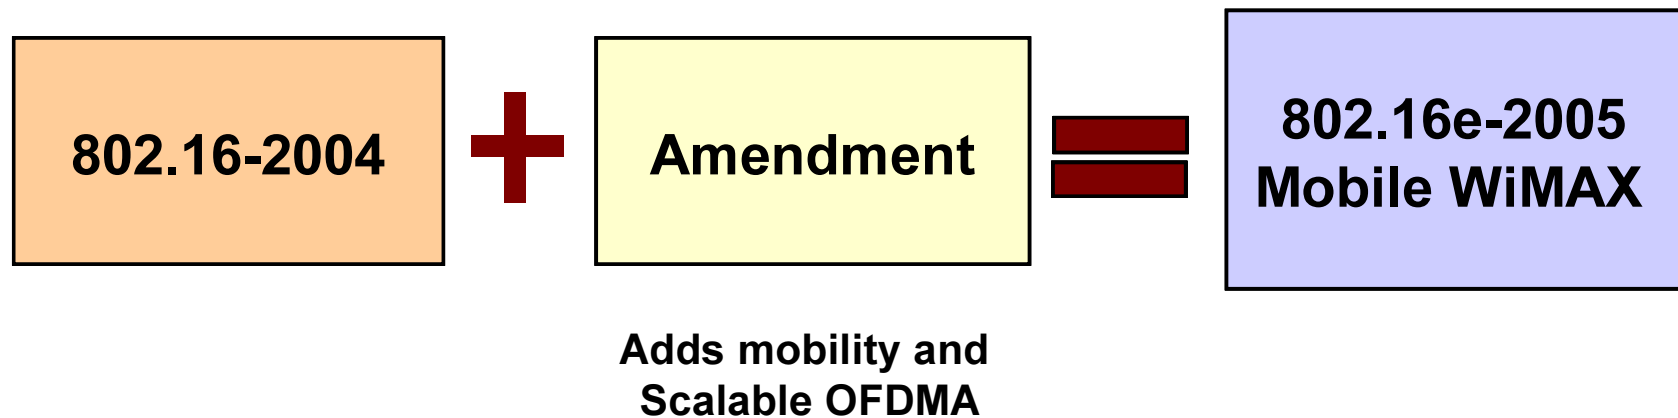 802.16-2004
Amendment
802.16e-2005
Mobile WiMAX
Adds mobility and
Scalable OFDMA